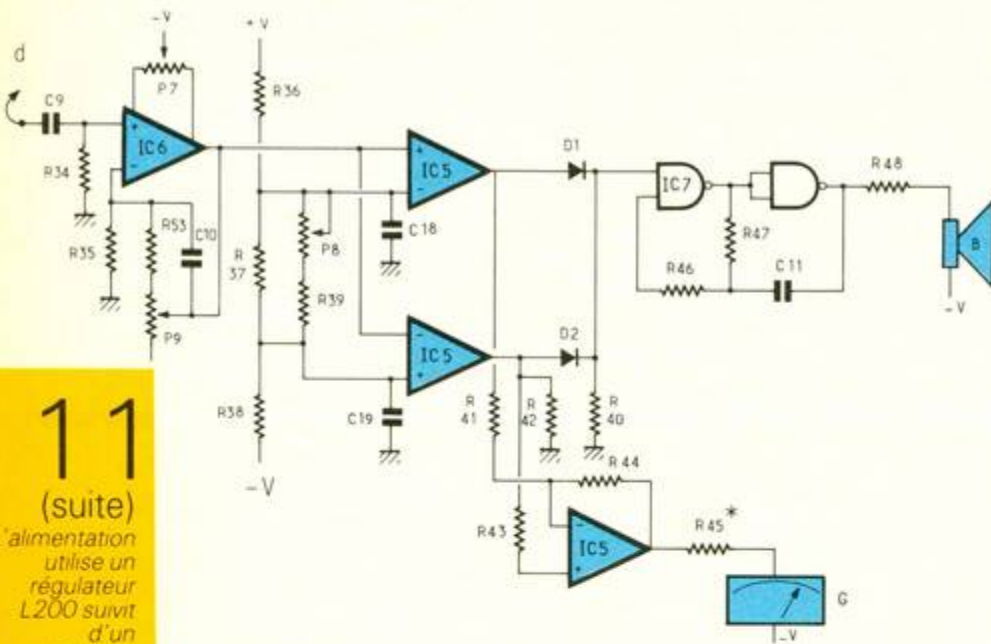 -V
+V
d
P7
C9
R36
+
IC6
-
R34
+
IC5
-
D1
IC7
R48
R53
C10
R35
P8
C18
R47
B
R
37
R46
C11
R39
-V
P9
-
IC5
+
D2
R38
C19
R
41
R
42
R
40
-V
R44
R43
-
IC5
+
R45*
G
-V
11
(suite)
'alimentation
utilise un
régulateur
L200 suivit
d'un